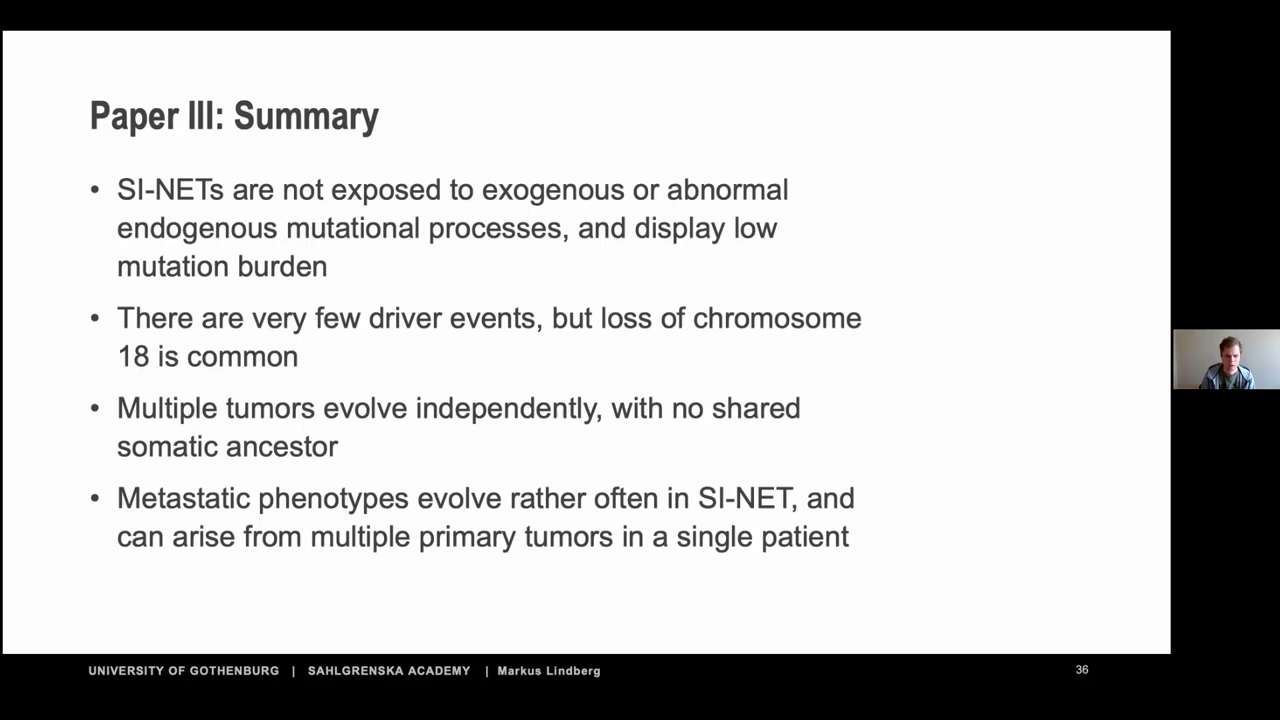 Paper III: Summary
• SI-NETs are not exposed to exogenous or abnormal
endogenous mutational processes, and display low
mutation burden
• There are very few driver events, but loss of chromosome
18 is common
• Multiple tumors evolve independently, with no shared
somatic ancestor
• Metastatic phenotypes evolve rather often in SI-NET, and
can arise from multiple primary tumors in a single patient
UNIVERSITY OF GOTHENBURG | SAHLGRENSKA ACADEMY | Markus Lindberg 36